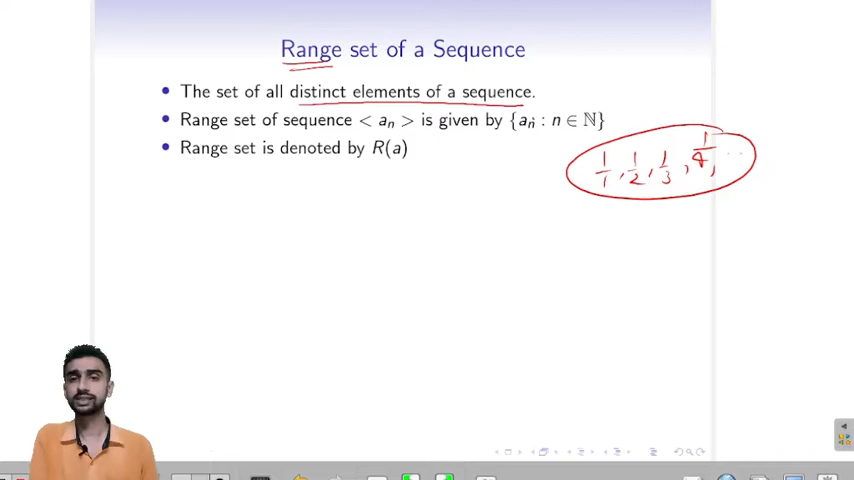 Range set of a Sequence
• The set of all distinct elements of a sequence.
• Range set of sequence < aₙ > is given by {aₙ : n ∈ ℕ}
• Range set is denoted by R(a)
1/1, 1/2, 1/3, 1/4, ...